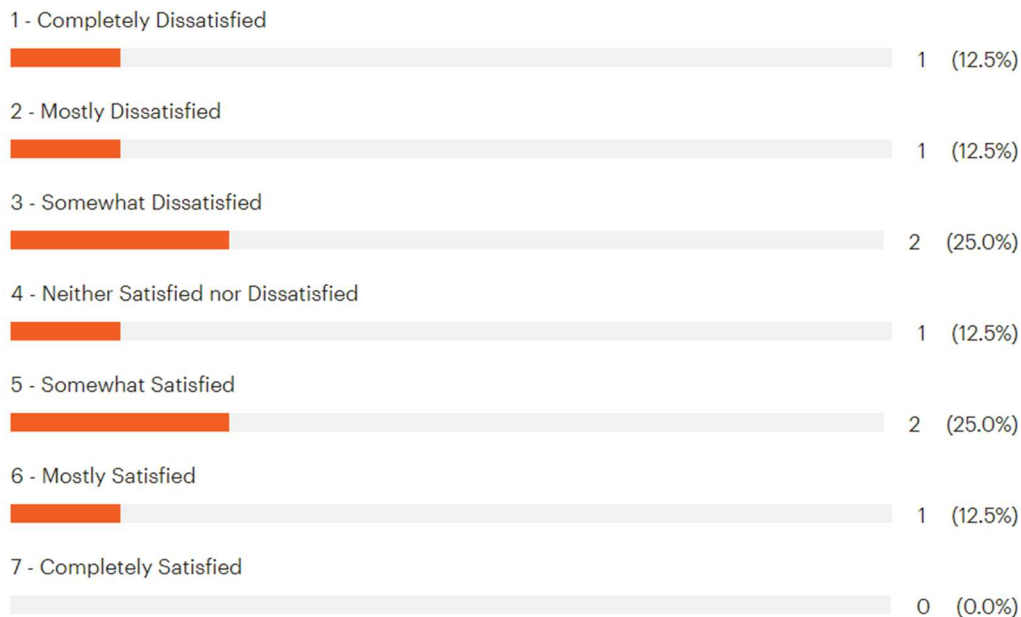 1 - Completely Dissatisfied
1 (12.5%)
2 - Mostly Dissatisfied
1 (12.5%)
3 - Somewhat Dissatisfied
2 (25.0%)
4 - Neither Satisfied nor Dissatisfied
1 (12.5%)
5 - Somewhat Satisfied
2 (25.0%)
6 - Mostly Satisfied
1 (12.5%)
7 - Completely Satisfied
0 (0.0%)